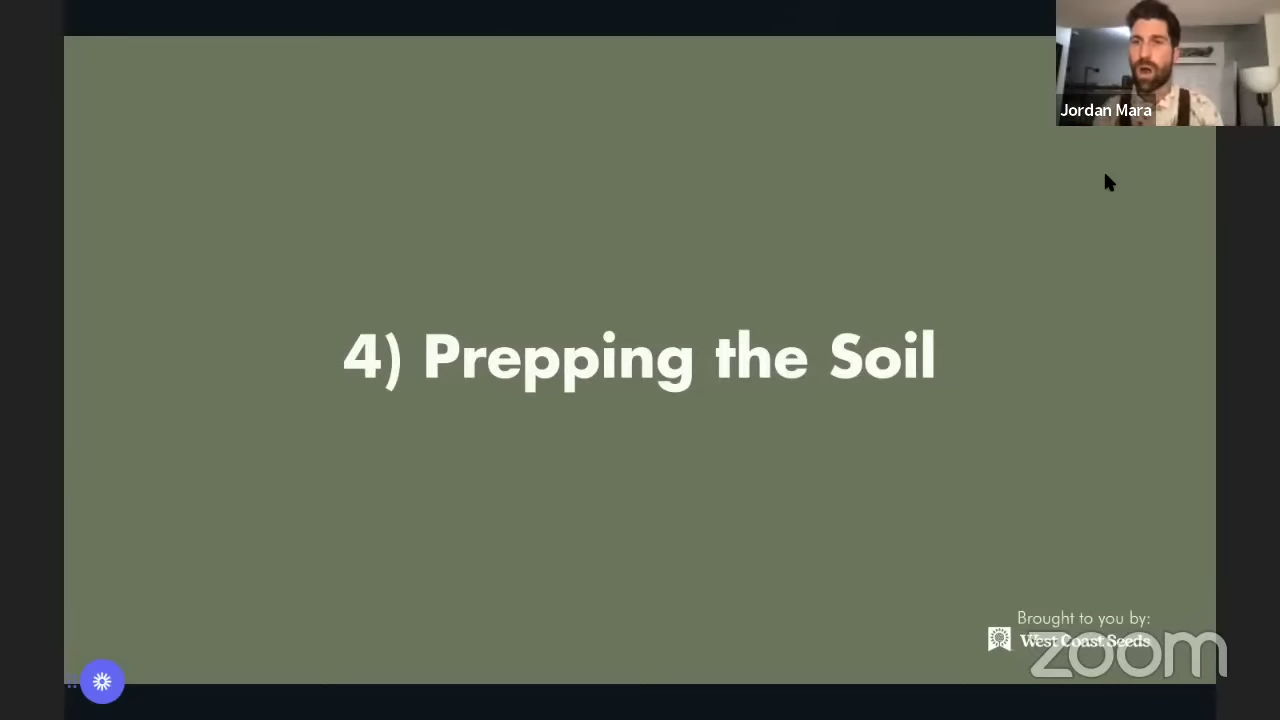 Jordan Mara
4) Prepping the Soil
Brought to you by:
West Coast Seeds
zoom